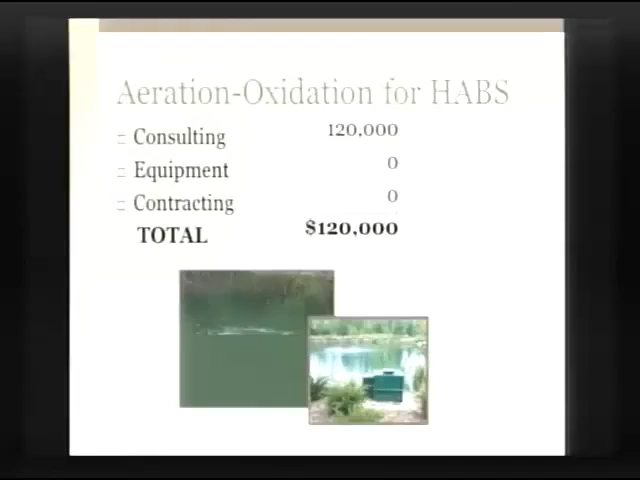 Aeration-Oxidation for HABS
Consulting 120,000
Equipment 0
Contracting 0
TOTAL $120,000